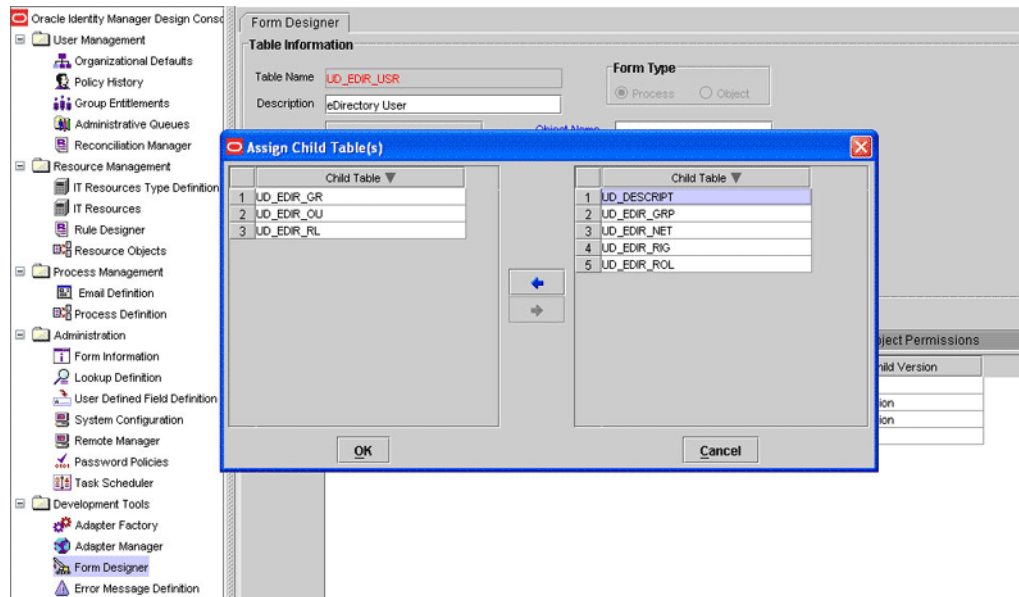 Oracle Identity Manager Design Conso
User Management
Organizational Defaults
Policy History
Group Entitlements
Administrative Queues
Reconciliation Manager
Resource Management
IT Resources Type Definition
IT Resources
Rule Designer
Resource Objects
Process Management
Email Definition
Process Definition
Administration
Form Information
Lookup Definition
User Defined Field Definition
System Configuration
Remote Manager
Password Policies
Task Scheduler
Development Tools
Adapter Factory
Adapter Manager
Form Designer
Error Message Definition
Form Designer
Table Information
Table Name UD_EDIR_USR
Description eDirectory User
Form Type
Process Object
Object Name
Assign Child Table(s)
Child Table
1 UD_EDIR_GR
2 UD_EDIR_OU
3 UD_EDIR_RL
Child Table
1 UD_DESCRIPT
2 UD_EDIR_GRP
3 UD_EDIR_NET
4 UD_EDIR_RIG
5 UD_EDIR_ROL
OK Cancel
ject Permissions
hild Version
ion
ion